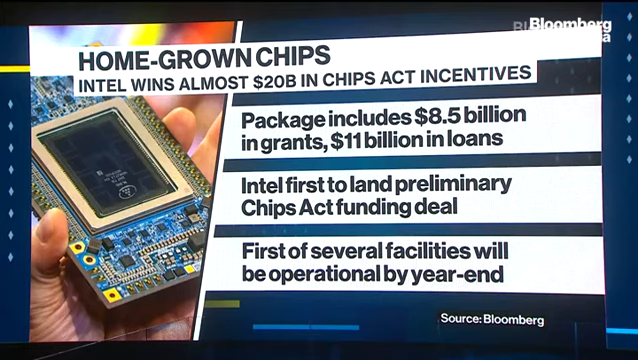 Bloomberg
HOME-GROWN CHIPS
INTEL WINS ALMOST $20B IN CHIPS ACT INCENTIVES
Package includes $8.5 billion
in grants, $11 billion in loans
Intel first to land preliminary
Chips Act funding deal
First of several facilities will
be operational by year-end
Source: Bloomberg